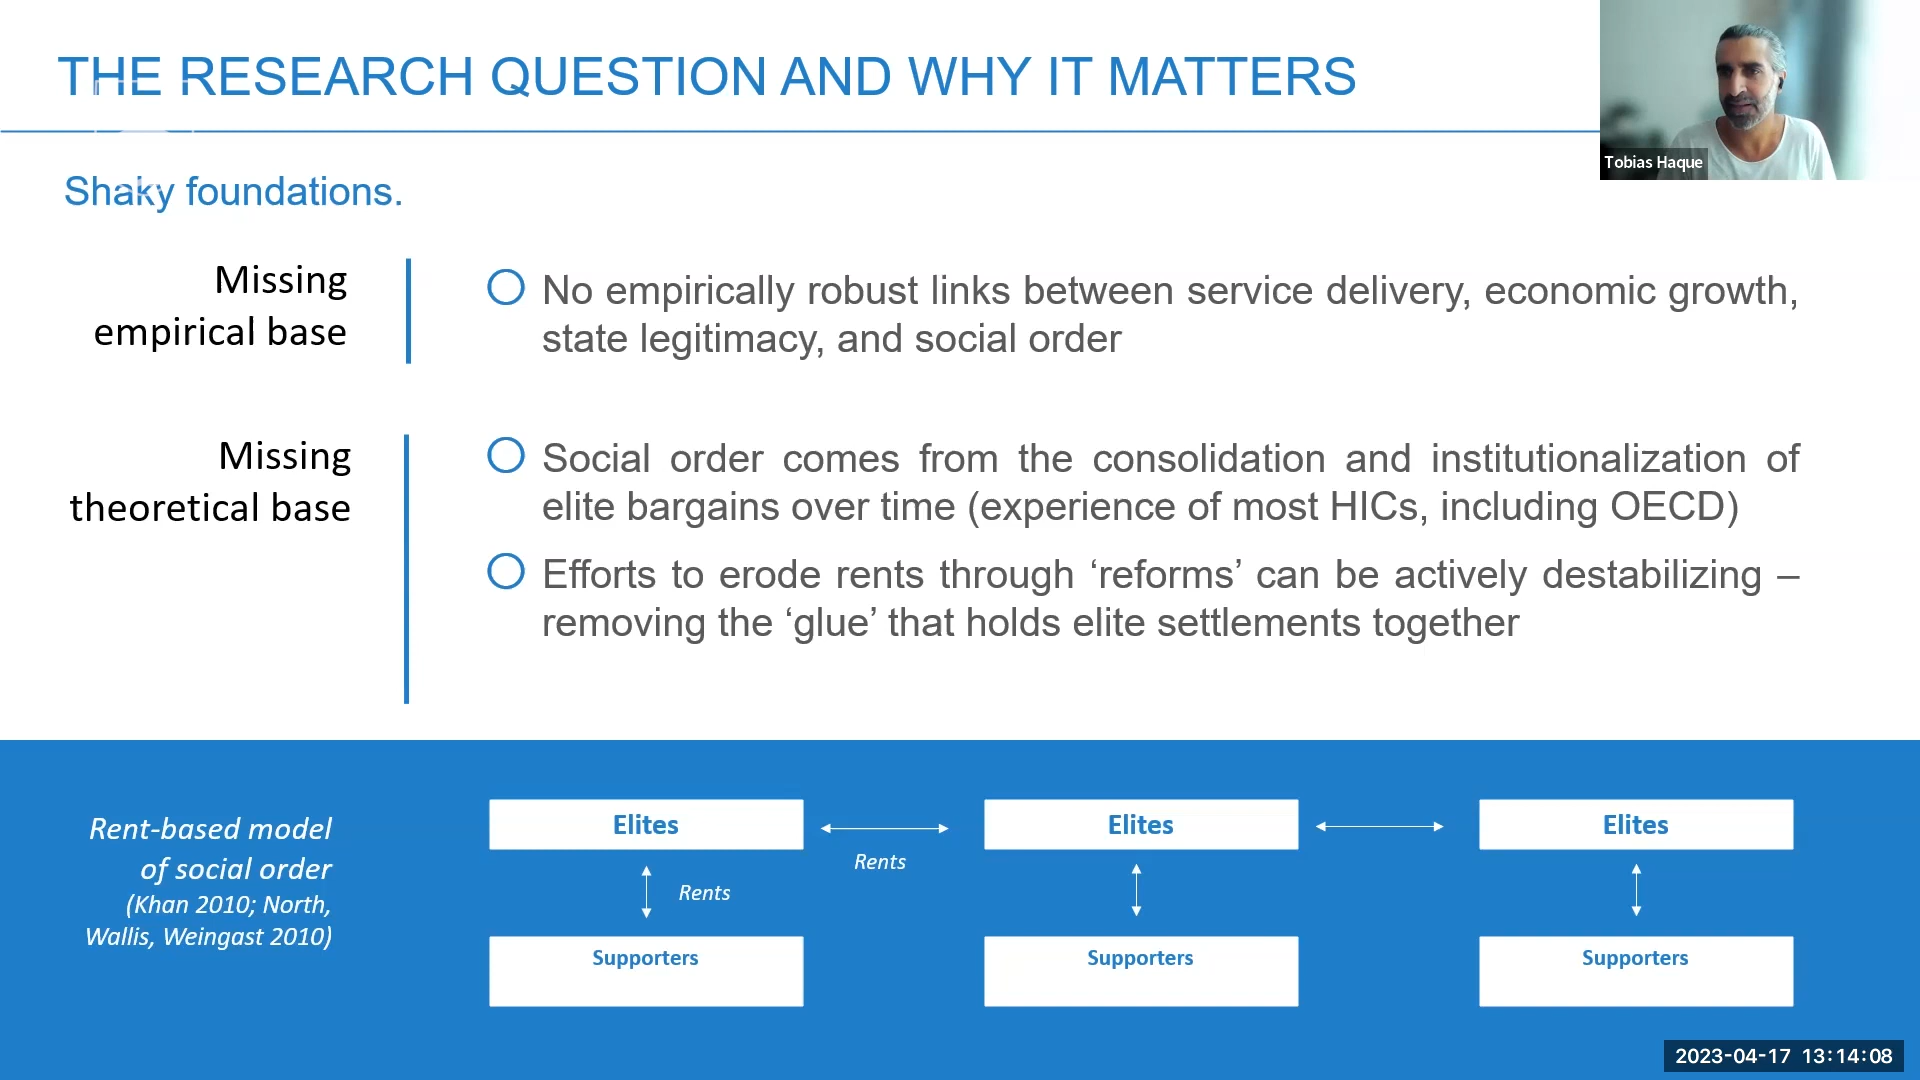 THE RESEARCH QUESTION AND WHY IT MATTERS
Tobias Haque
Shaky foundations.
Missing
empirical base
No empirically robust links between service delivery, economic growth,
state legitimacy, and social order
Missing
theoretical base
Social order comes from the consolidation and institutionalization of
elite bargains over time (experience of most HICs, including OECD)
Efforts to erode rents through ‘reforms’ can be actively destabilizing –
removing the ‘glue’ that holds elite settlements together
Rent-based model
of social order
(Khan 2010; North,
Wallis, Weingast 2010)
Elites
Elites
Elites
Rents
Rents
Supporters
Supporters
Supporters
2023-04-17 13:14:08